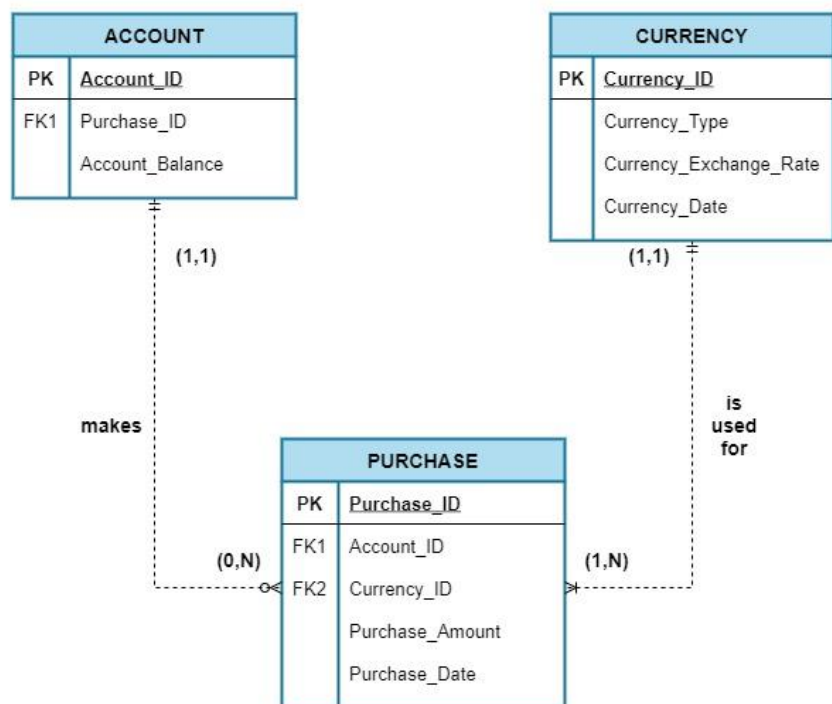 ACCOUNT
PK Account_ID
FK1 Purchase_ID
Account_Balance
CURRENCY
PK Currency_ID
Currency_Type
Currency_Exchange_Rate
Currency_Date
(1,1)
(1,1)
makes
is
used
for
PURCHASE
PK Purchase_ID
FK1 Account_ID
FK2 Currency_ID
Purchase_Amount
Purchase_Date
(0,N)
(1,N)